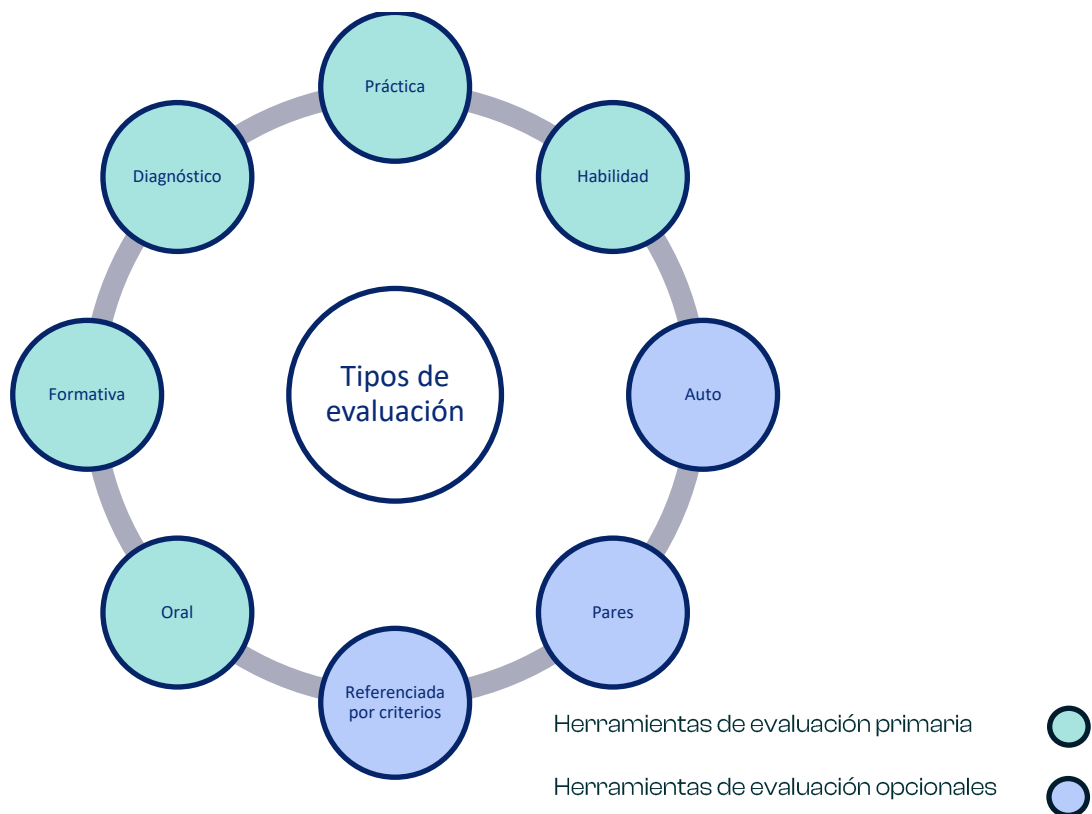 Práctica
Diagnóstico
Habilidad
Formativa
Tipos de
evaluación
Auto
Oral
Pares
Referenciada
por criterios
Herramientas de evaluación primaria
Herramientas de evaluación opcionales